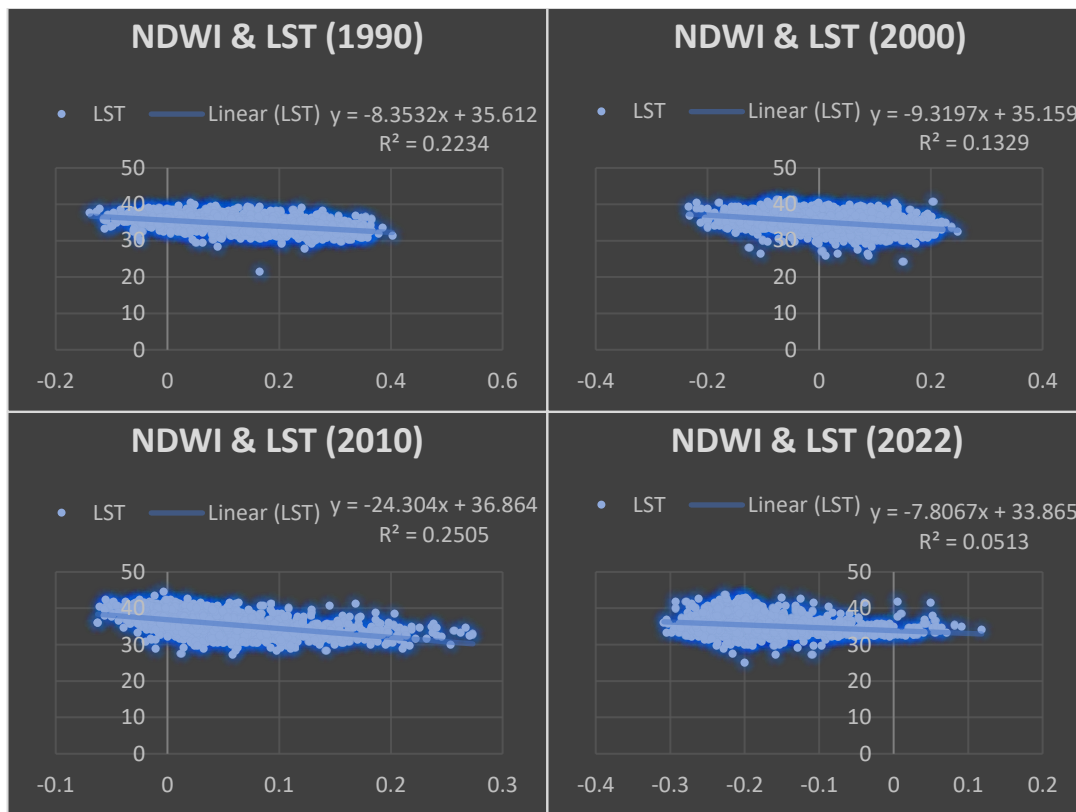 NDWI & LST (1990)
LST Linear (LST) y = -8.3532x + 35.612
R² = 0.2234
50
40
30
20
10
0
-0.2 0 0.2 0.4 0.6
NDWI & LST (2000)
LST Linear (LST) y = -9.3197x + 35.159
R² = 0.1329
50
40
30
20
10
0
-0.4 -0.2 0 0.2 0.4
NDWI & LST (2010)
LST Linear (LST) y = -24.304x + 36.864
R² = 0.2505
50
40
30
20
10
0
-0.1 0 0.1 0.2 0.3
NDWI & LST (2022)
LST Linear (LST) y = -7.8067x + 33.865
R² = 0.0513
50
40
30
20
10
0
-0.4 -0.3 -0.2 -0.1 0 0.1 0.2